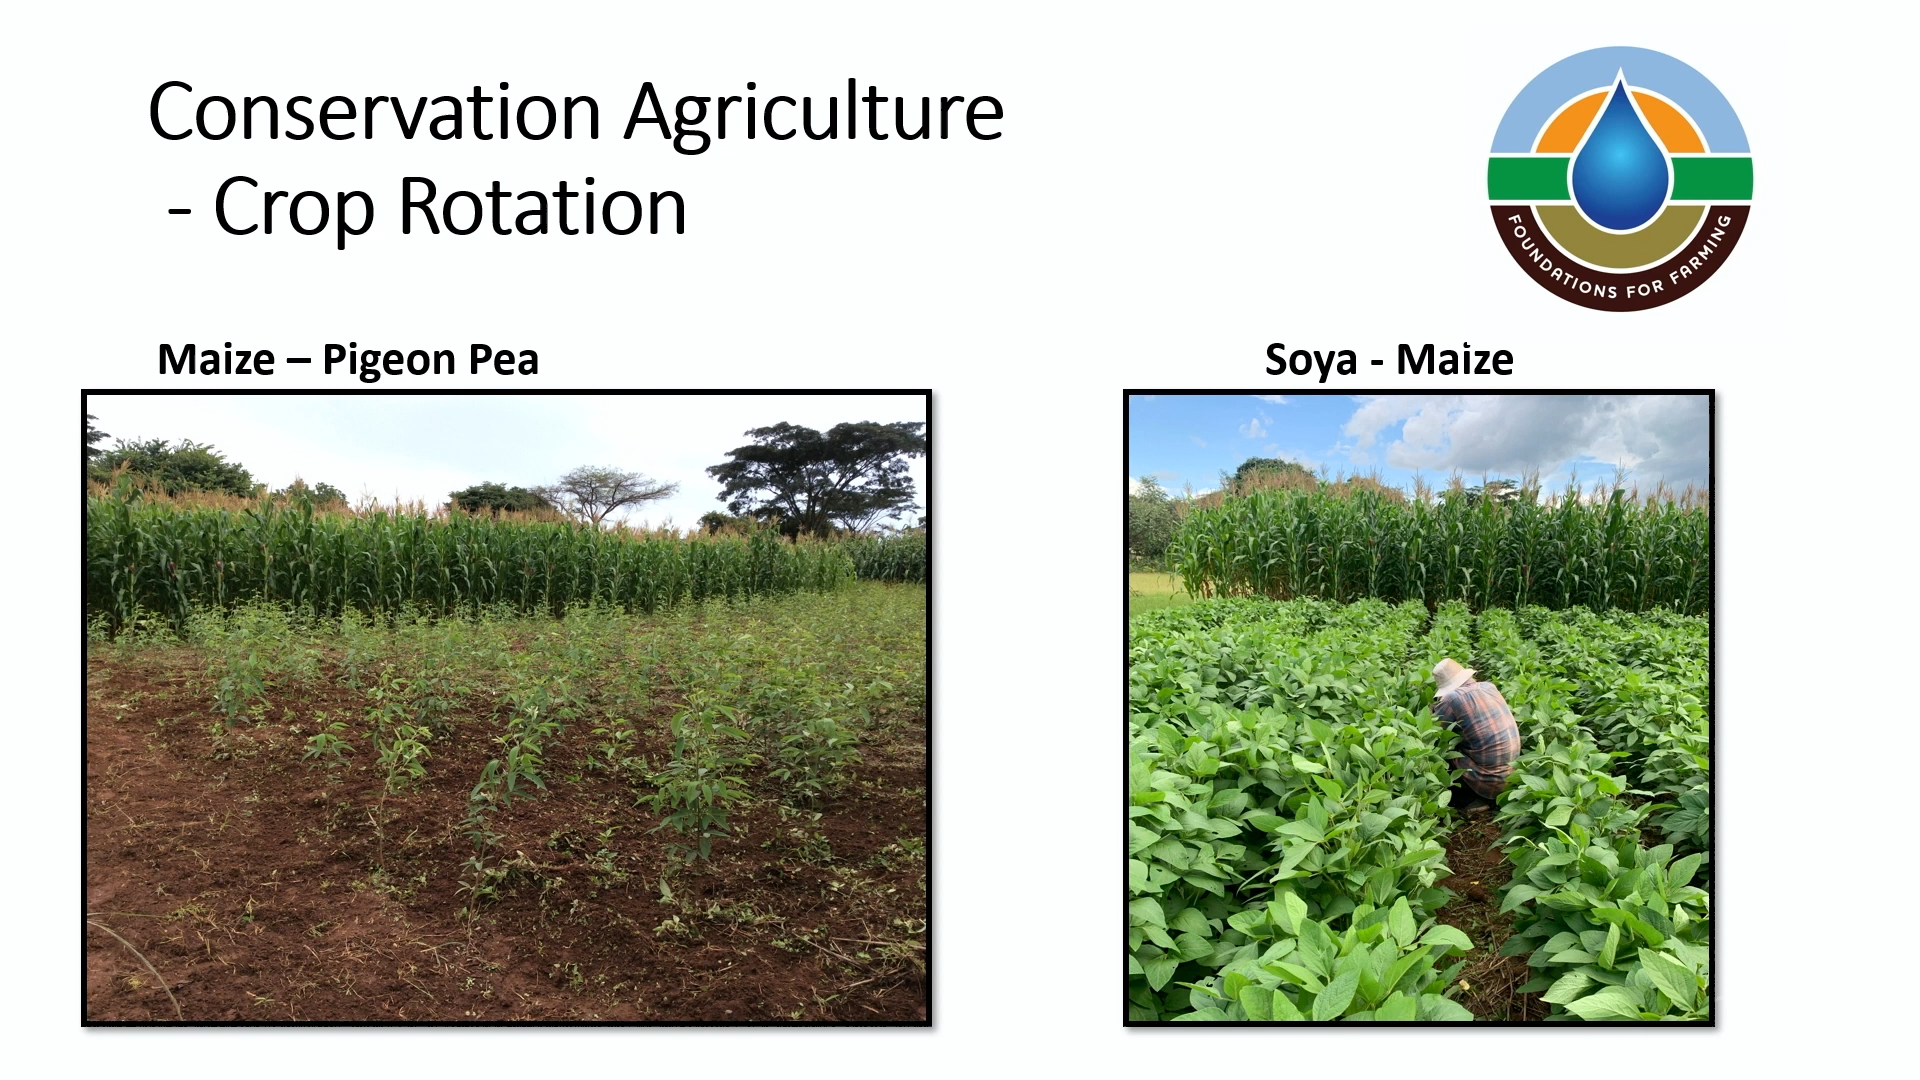 Conservation Agriculture
- Crop Rotation
FOUNDATIONS FOR FARMING
Maize – Pigeon Pea
Soya - Maize